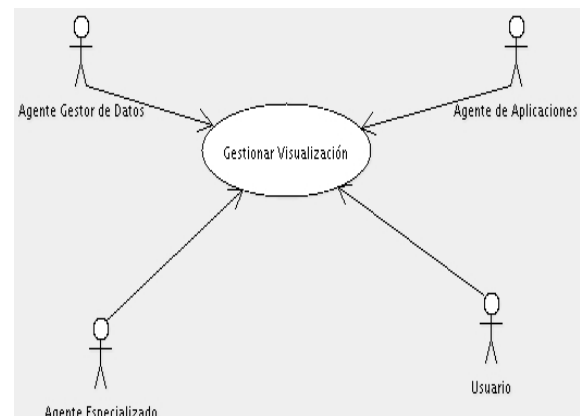 Agente Gestor de Datos
Agente de Aplicaciones
Gestionar Visualización
Usuario
Agente Especializado